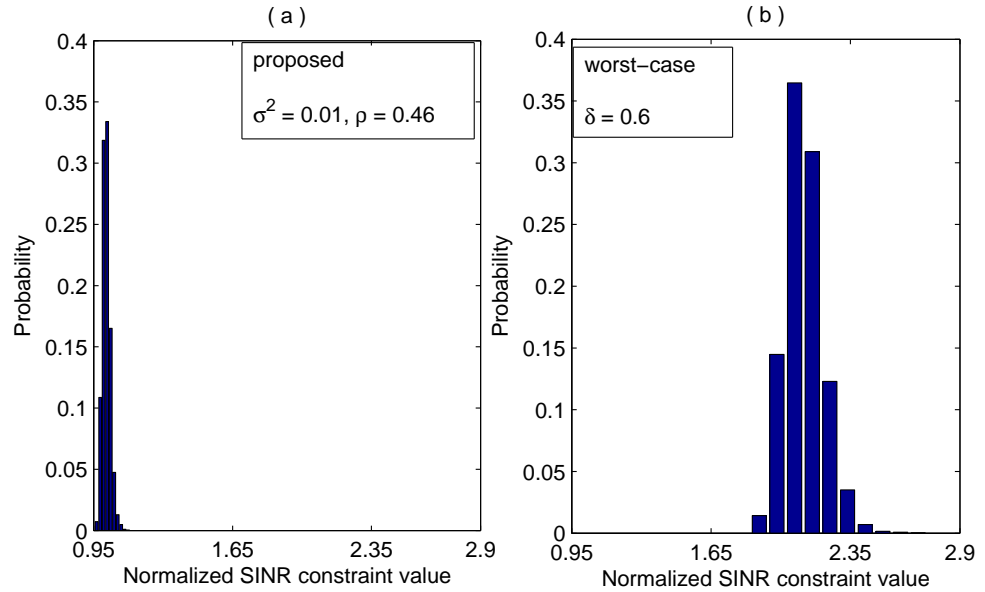 ( a )
0.4
0.35
0.3
0.25
0.2
0.15
0.1
0.05
0
Probability
proposed
σ² = 0.01, ρ = 0.46
0.95 1.65 2.35 2.9
Normalized SINR constraint value
( b )
0.4
0.35
0.3
0.25
0.2
0.15
0.1
0.05
0
Probability
worst−case
δ = 0.6
0.95 1.65 2.35 2.9
Normalized SINR constraint value